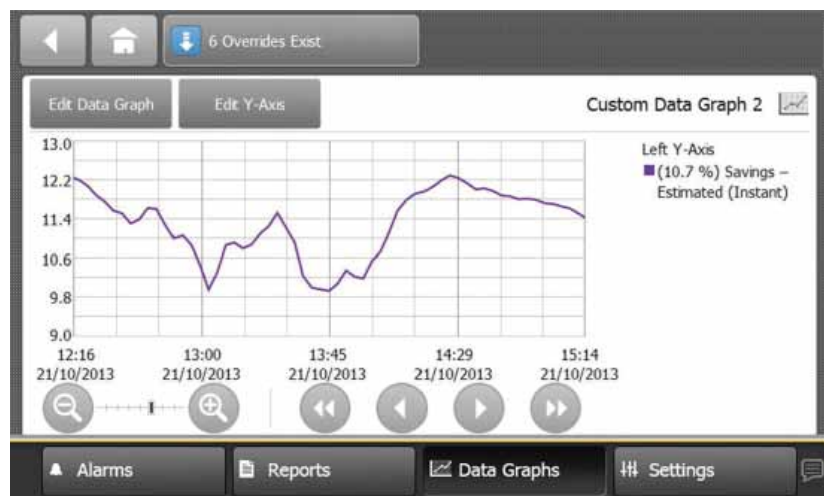 6 Overrides Exist
Edit Data Graph
Edit Y-Axis
Custom Data Graph 2
13.0
12.2
11.4
10.6
9.8
9.0
Left Y-Axis
(10.7 %) Savings –
Estimated (Instant)
12:16 13:00 13:45 14:29 15:14
21/10/2013 21/10/2013 21/10/2013 21/10/2013 21/10/2013
Alarms
Reports
Data Graphs
Settings